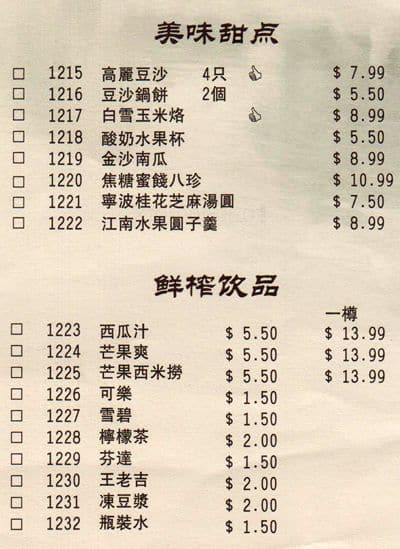 美味甜点
□ 1215 高麗豆沙 4只 $ 7.99
□ 1216 豆沙鍋餅 2個 $ 5.50
□ 1217 白雪玉米烙 $ 8.99
□ 1218 酸奶水果杯 $ 5.50
□ 1219 金沙南瓜 $ 8.99
□ 1220 焦糖蜜餞八珍 $ 10.99
□ 1221 寧波桂花芝麻湯圓 $ 7.50
□ 1222 江南水果圓子羹 $ 8.99
鲜榨饮品
一樽
□ 1223 西瓜汁 $ 5.50 $ 13.99
□ 1224 芒果爽 $ 5.50 $ 13.99
□ 1225 芒果西米撈 $ 5.50 $ 13.99
□ 1226 可樂 $ 1.50
□ 1227 雪碧 $ 1.50
□ 1228 檸檬茶 $ 2.00
□ 1229 芬達 $ 1.50
□ 1230 王老吉 $ 2.00
□ 1231 凍豆漿 $ 2.00
□ 1232 瓶裝水 $ 1.50